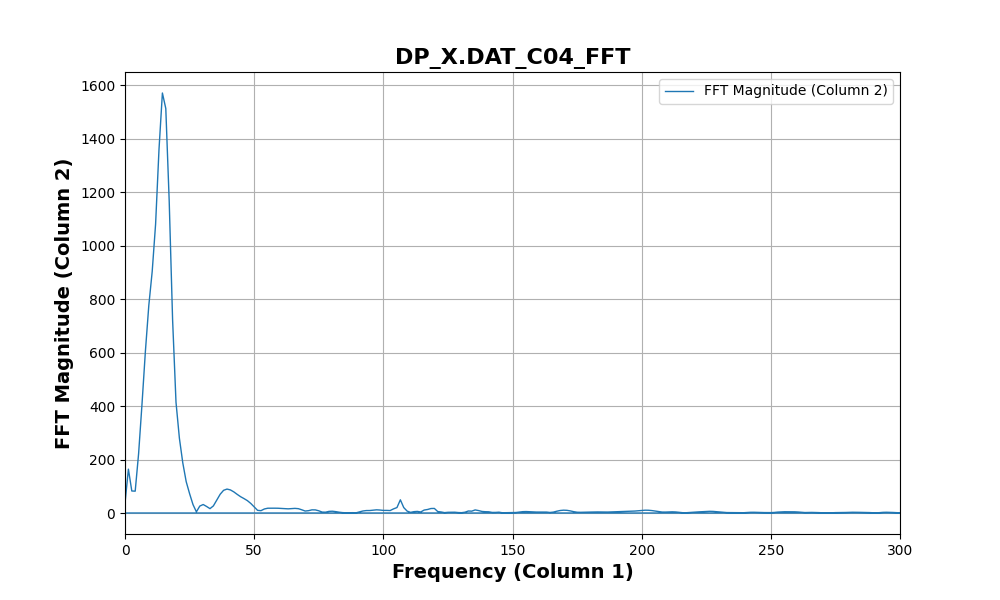 DP_X.DAT_C04_FFT
FFT Magnitude (Column 2)
FFT Magnitude (Column 2)
1600
1400
1200
1000
800
600
400
200
0
0 50 100 150 200 250 300
Frequency (Column 1)